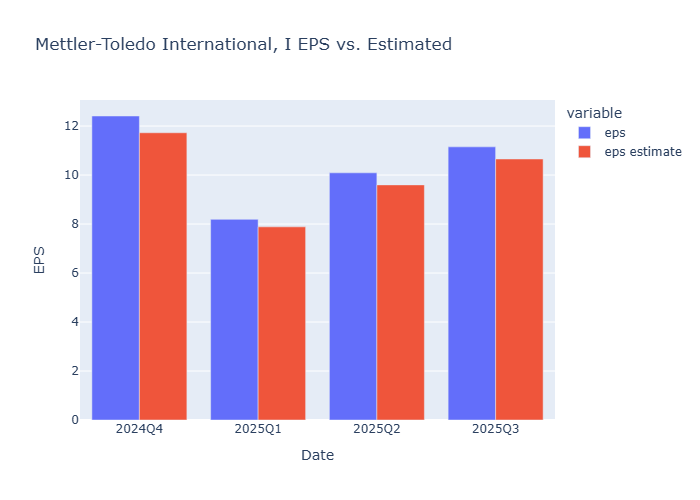 Mettler-Toledo International, I EPS vs. Estimated
variable
eps
eps estimate
EPS
12
10
8
6
4
2
0
2024Q4
2025Q1
2025Q2
2025Q3
Date